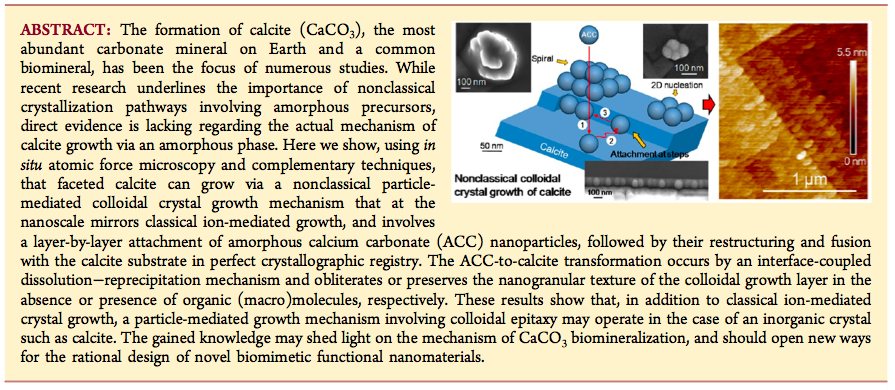 ABSTRACT: The formation of calcite (CaCO₃), the most
abundant carbonate mineral on Earth and a common
biomineral, has been the focus of numerous studies. While
recent research underlines the importance of nonclassical
crystallization pathways involving amorphous precursors,
direct evidence is lacking regarding the actual mechanism of
calcite growth via an amorphous phase. Here we show, using in
situ atomic force microscopy and complementary techniques,
that faceted calcite can grow via a nonclassical particle-
mediated colloidal crystal growth mechanism that at the
nanoscale mirrors classical ion-mediated growth, and involves
a layer-by-layer attachment of amorphous calcium carbonate (ACC) nanoparticles, followed by their restructuring and fusion
with the calcite substrate in perfect crystallographic registry. The ACC-to-calcite transformation occurs by an interface-coupled
dissolution−reprecipitation mechanism and obliterates or preserves the nanogranular texture of the colloidal growth layer in the
absence or presence of organic (macro)molecules, respectively. These results show that, in addition to classical ion-mediated
crystal growth, a particle-mediated growth mechanism involving colloidal epitaxy may operate in the case of an inorganic crystal
such as calcite. The gained knowledge may shed light on the mechanism of CaCO₃ biomineralization, and should open new ways
for the rational design of novel biomimetic functional nanomaterials.
ACC
Spiral
100 nm
100 nm
2D nucleation
3
1
2
50 nm
Calcite
Attachment at steps
Nonclassical colloidal
crystal growth of calcite
100 nm
5.5 nm
0 nm
1 μm